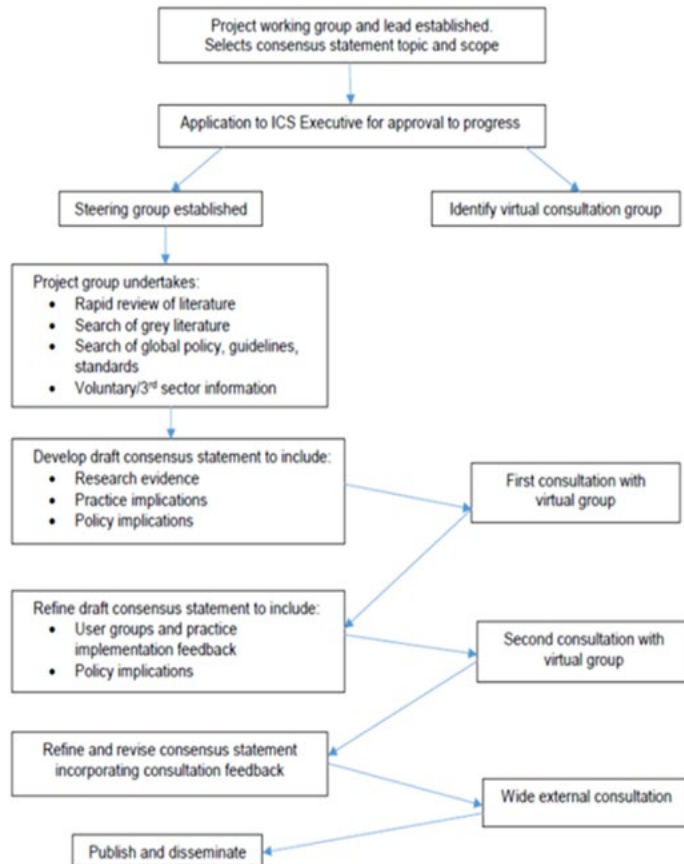 Project working group and lead established.
Selects consensus statement topic and scope
Application to ICS Executive for approval to progress
Steering group established
Identify virtual consultation group
Project group undertakes:
• Rapid review of literature
• Search of grey literature
• Search of global policy, guidelines,
standards
• Voluntary/3rd sector information
Develop draft consensus statement to include:
• Research evidence
• Practice implications
• Policy implications
First consultation with
virtual group
Refine draft consensus statement to include:
• User groups and practice
implementation feedback
• Policy implications
Second consultation with
virtual group
Refine and revise consensus statement
incorporating consultation feedback
Wide external consultation
Publish and disseminate